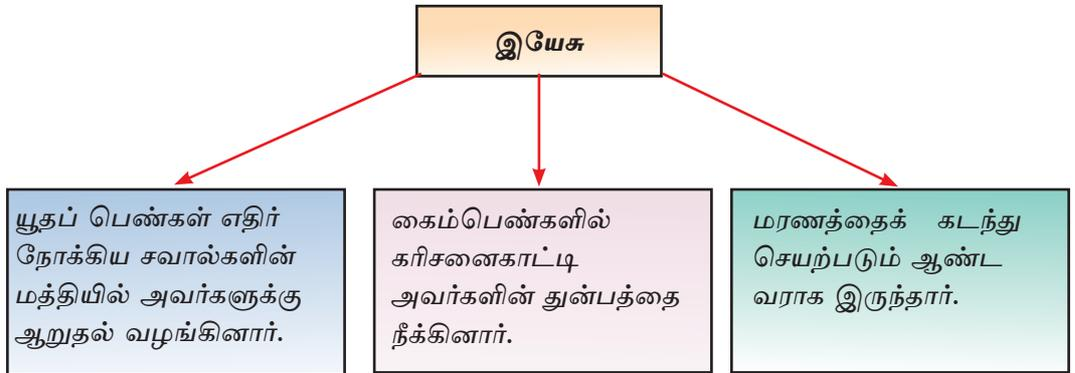 இயேசு
யூதப் பெண்கள் எதிர்
நோக்கிய சவால்களின்
மத்தியில் அவர்களுக்கு
ஆறுதல் வழங்கினார்.
கைம்பெண்களில்
கரிசனைகாட்டி
அவர்களின் துன்பத்தை
நீக்கினார்.
மரணத்தைக் கடந்து
செயற்படும் ஆண்ட
வராக இருந்தார்.